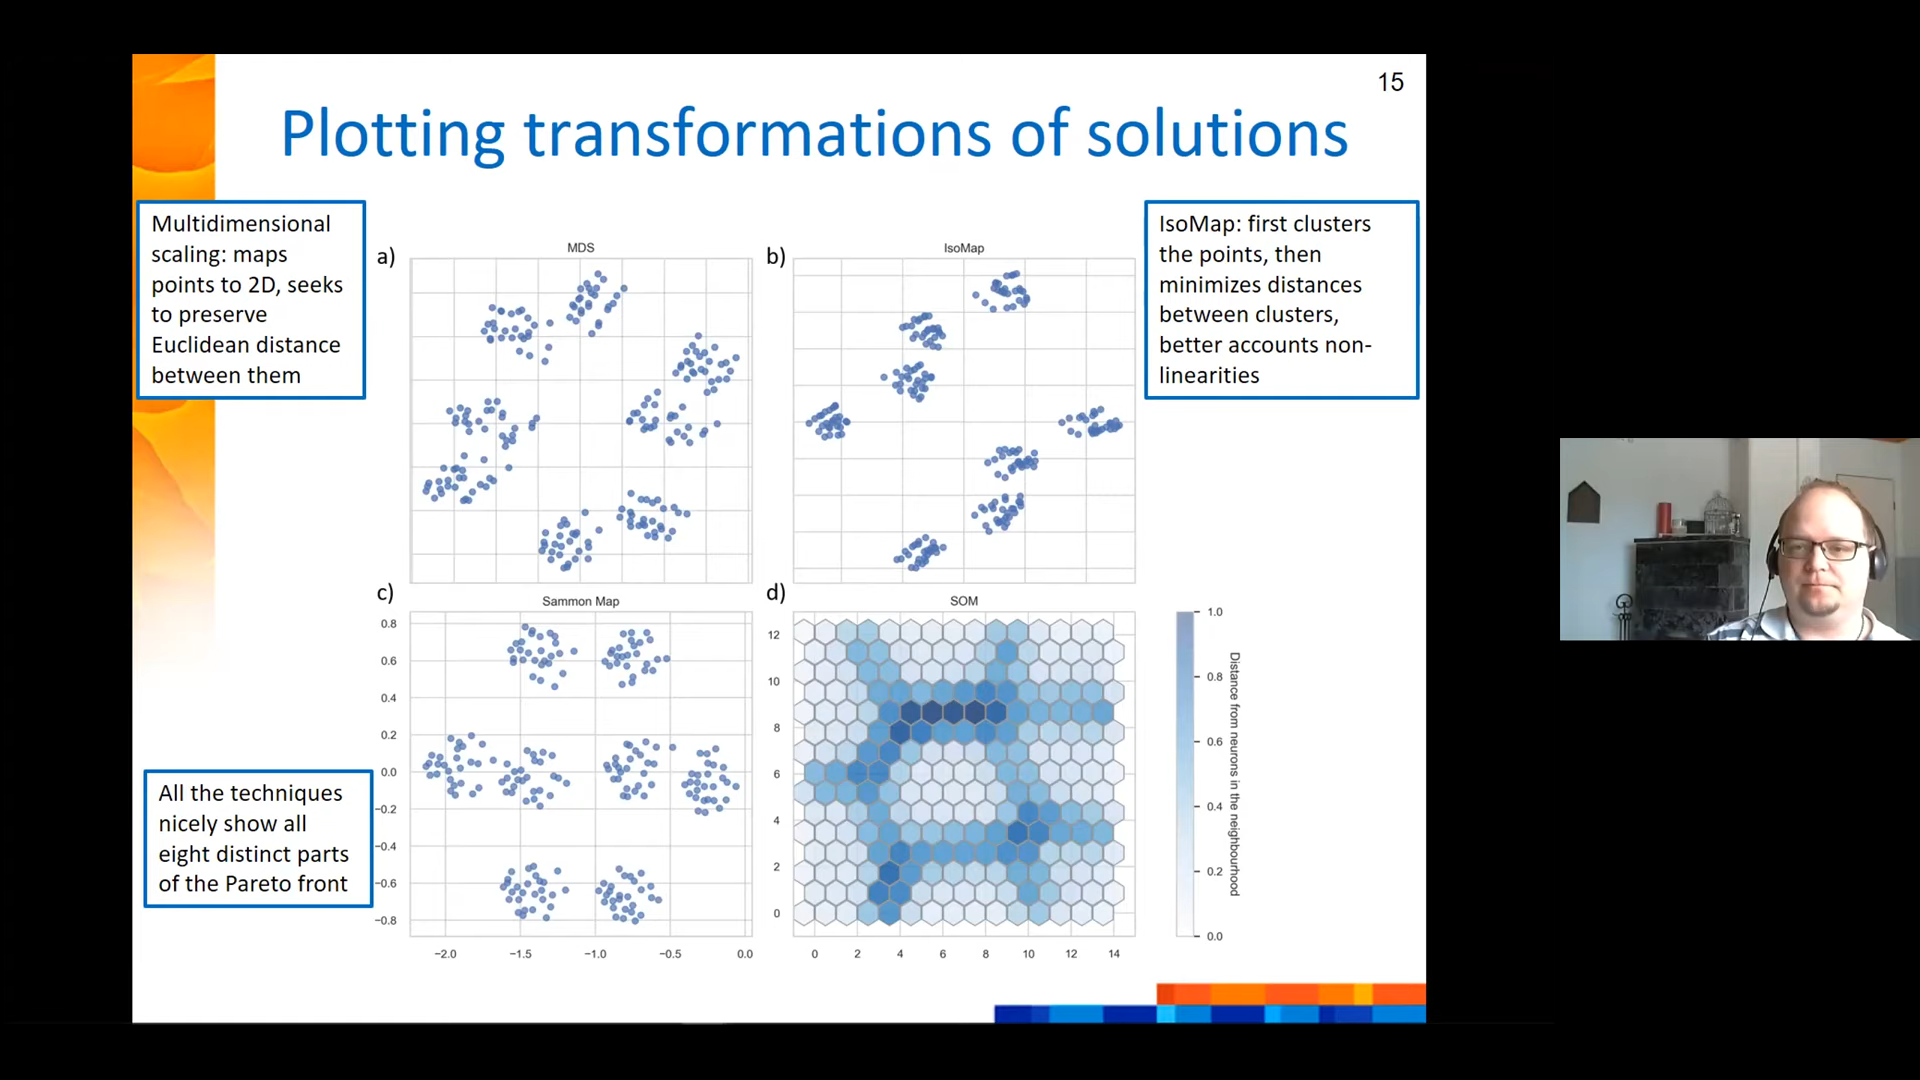 15
Plotting transformations of solutions
Multidimensional
scaling: maps
points to 2D, seeks
to preserve
Euclidean distance
between them
IsoMap: first clusters
the points, then
minimizes distances
between clusters,
better accounts non-
linearities
All the techniques
nicely show all
eight distinct parts
of the Pareto front
a)
MDS
b)
IsoMap
c)
Sammon Map
0.8
0.6
0.4
0.2
0.0
−0.2
−0.4
−0.6
−0.8
−2.0 −1.5 −1.0 −0.5 0.0
d)
SOM
12
10
8
6
4
2
0
0 2 4 6 8 10 12 14
1.0
0.8
0.6
0.4
0.2
0.0
Distance from neurons in the neighbourhood